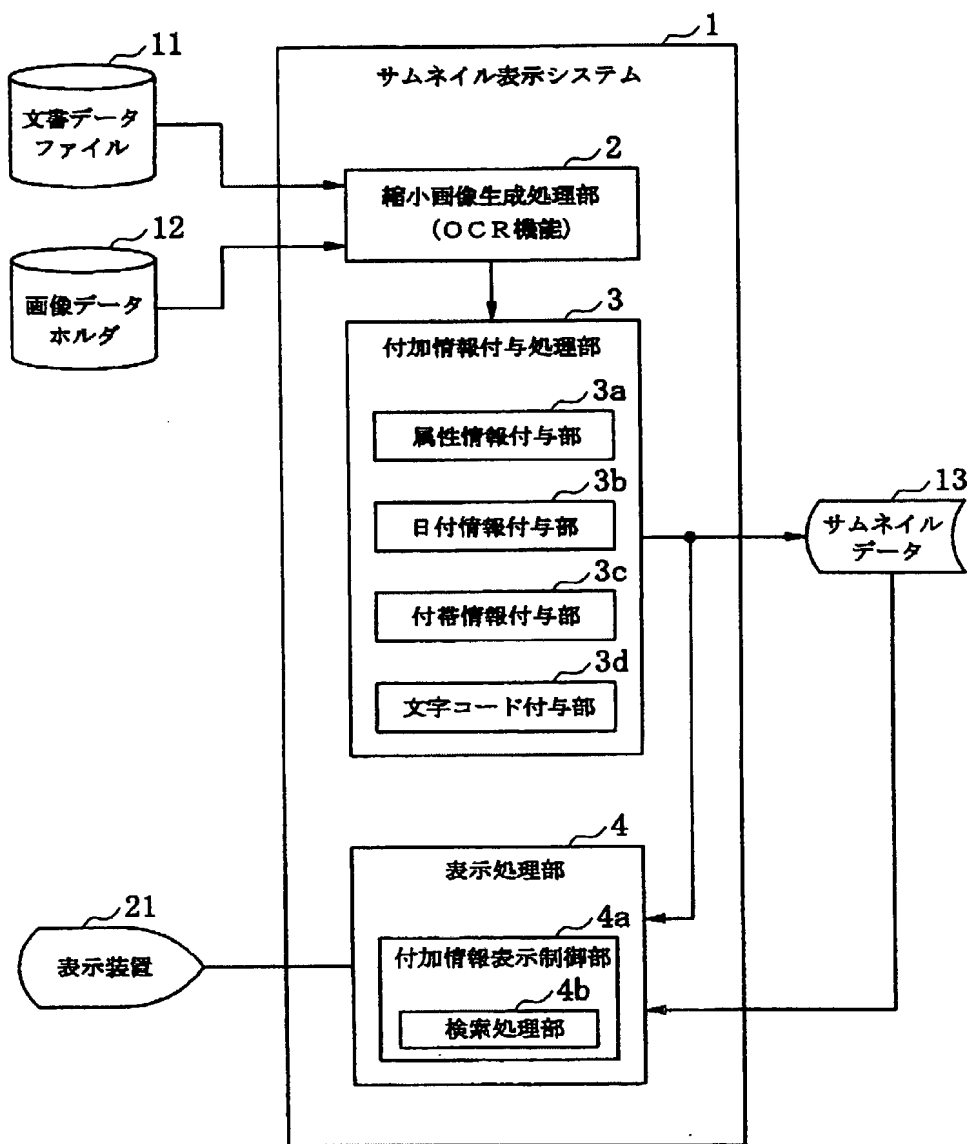 1
11
サムネイル表示システム
文書データ
ファイル
2
縮小画像生成処理部
(OCR機能)
12
画像データ
ホルダ
3
付加情報付与処理部
3a
属性情報付与部
3b
日付情報付与部
13
サムネイル
データ
3c
付帯情報付与部
3d
文字コード付与部
4
表示処理部
21
表示装置
4a
付加情報表示制御部
4b
検索処理部